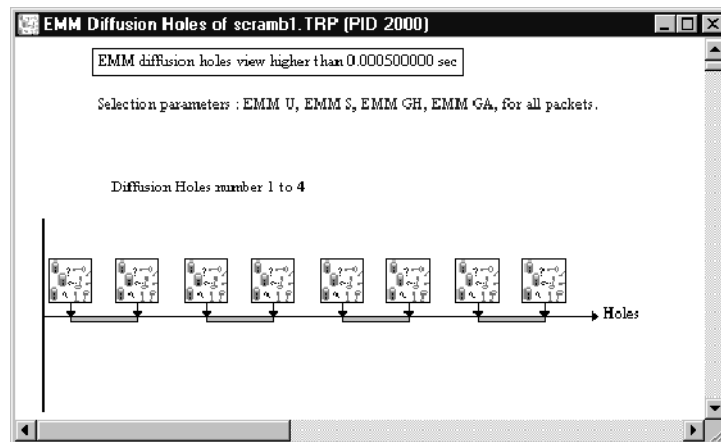 EMM Diffusion Holes of scramb1.TRP (PID 2000)
EMM diffusion holes view higher than 0.000500000 sec
Selection parameters : EMM U, EMM S, EMM GH, EMM GA, for all packets.
Diffusion Holes number 1 to 4
Holes